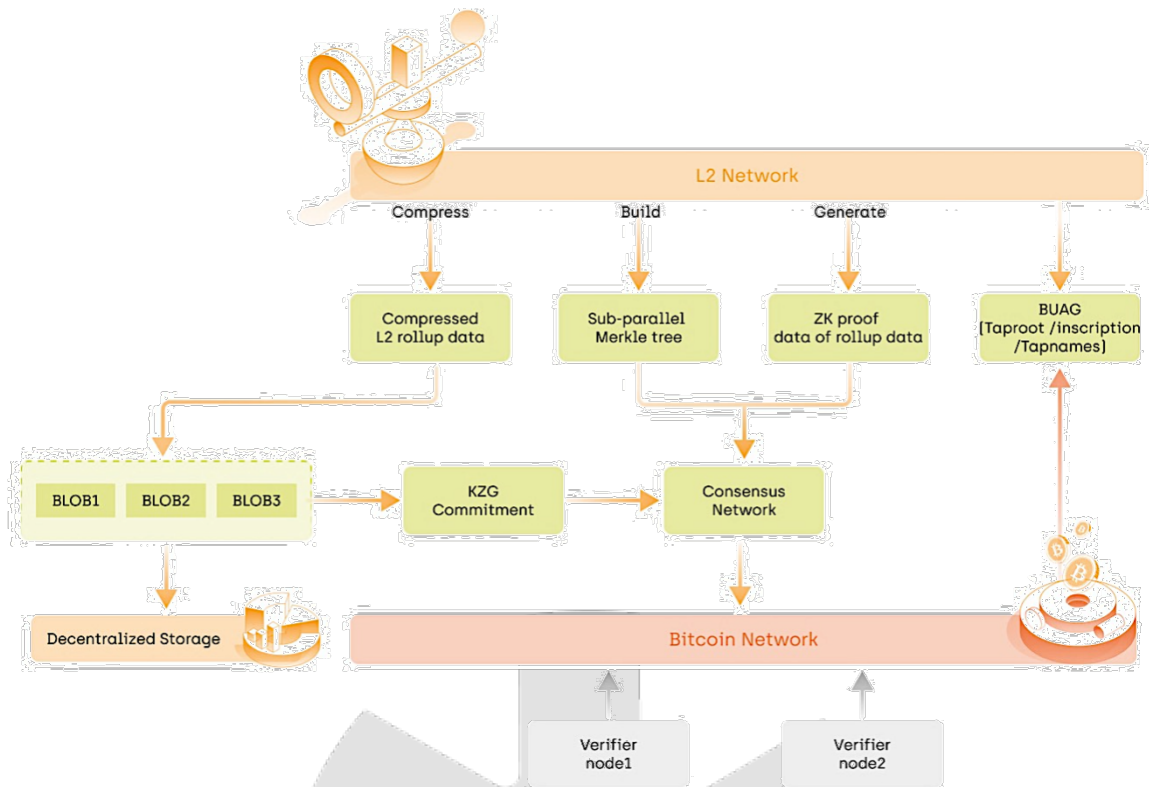 L2 Network
Compress
Build
Generate
Compressed
L2 rollup data
Sub-parallel
Merkle tree
ZK proof
data of rollup data
BUAG
[Taproot /inscription
/Tapnames]
BLOB1
BLOB2
BLOB3
KZG
Commitment
Consensus
Network
Decentralized Storage
Bitcoin Network
Verifier
node1
Verifier
node2